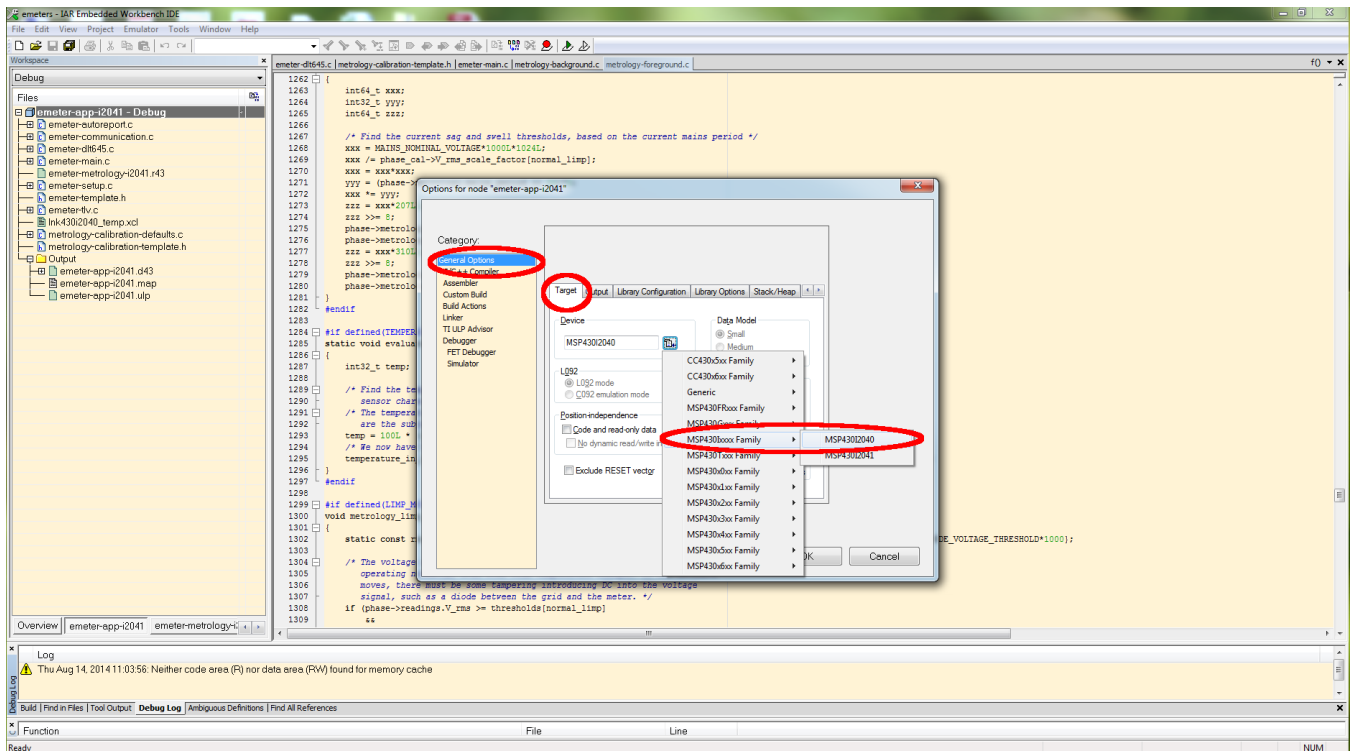 emeters - IAR Embedded Workbench IDE
File Edit View Project Emulator Tools Window Help
Workspace
emeter-dlt645.c | metrology-calibration-template.h | emeter-main.c | metrology-background.c metrology-foreground.c
f()
Debug
Files
emeter-app-i2041 - Debug
emeter-autoreport.c
emeter-communication.c
emeter-dlt645.c
emeter-main.c
emeter-metrology-i2041.r43
emeter-setup.c
emeter-template.h
emeter-tlv.c
lnk430i2040_temp.xcl
metrology-calibration-defaults.c
metrology-calibration-template.h
Output
emeter-app-i2041.d43
emeter-app-i2041.map
emeter-app-i2041.ulp
Overview emeter-app-i2041 emeter-metrology-i
1262 {
1263 int64_t xxx;
1264 int32_t yyy;
1265 int64_t zzz;
1266
1267 /* Find the current sag and swell thresholds, based on the current mains period */
1268 xxx = MAINS_NOMINAL_VOLTAGE*1000L*1024L;
1269 xxx /= phase_cal->V_rms_scale_factor[normal_limp];
1270 xxx = xxx*xxx;
1271 yyy = (phase->
1272 xxx *= yyy;
1273 zzz = xxx*207L
1274 zzz >>= 8;
1275 phase->metrolo
1276 phase->metrolo
1277 zzz = xxx*310L
1278 zzz >>= 8;
1279 phase->metrolo
1280 phase->metrolo
1281 }
1282 #endif
1283
1284 #if defined(TEMPER
1285 static void evalua
1286 {
1287 int32_t temp;
1288
1289 /* Find the te
1290 sensor char
1291 /* The tempera
1292 are the sub
1293 temp = 100L *
1294 /* We now have
1295 temperature_in
1296 }
1297 #endif
1298
1299 #if defined(LIMP_M
1300 void metrology_lim
1301 {
1302 static const r DE_VOLTAGE_THRESHOLD*1000};
1303
1304 /* The voltage
1305 operating n
1306 moves, there must be some tampering introducing DC into the voltage
1307 signal, such as a diode between the grid and the meter. */
1308 if (phase->readings.V_rms >= thresholds[normal_limp]
1309 &&
Options for node "emeter-app-i2041"
Category:
General Options
C/C++ Compiler
Assembler
Custom Build
Build Actions
Linker
TI ULP Advisor
Debugger
FET Debugger
Simulator
Target Output Library Configuration Library Options Stack/Heap
Device
MSP430I2040
Data Model
Small
Medium
L092
L092 mode
C092 emulation mode
Position-independence
Code and read-only data
No dynamic read/write
Exclude RESET vector
CC430x5xx Family
CC430x6xx Family
Generic
MSP430FRxxx Family
MSP430Gxxx Family
MSP430Ixxxx Family
MSP430Txxx Family
MSP430x0xx Family
MSP430x1xx Family
MSP430x2xx Family
MSP430x3xx Family
MSP430x4xx Family
MSP430x5xx Family
MSP430x6xx Family
MSP430I2040
MSP430I2041
OK Cancel
Log
Thu Aug 14, 2014 11:03:56: Neither code area (R) nor data area (RW) found for memory cache
Debug Log
Build | Find in Files | Tool Output Debug Log Ambiguous Definitions | Find All References
Function File Line
Ready NUM